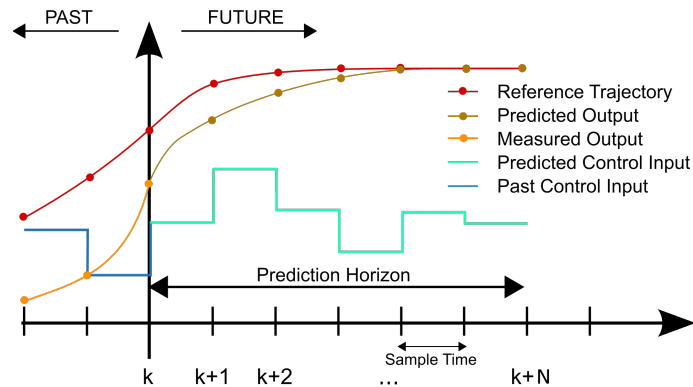 PAST
FUTURE
Reference Trajectory
Predicted Output
Measured Output
Predicted Control Input
Past Control Input
Prediction Horizon
Sample Time
k
k+1
k+2
...
k+N